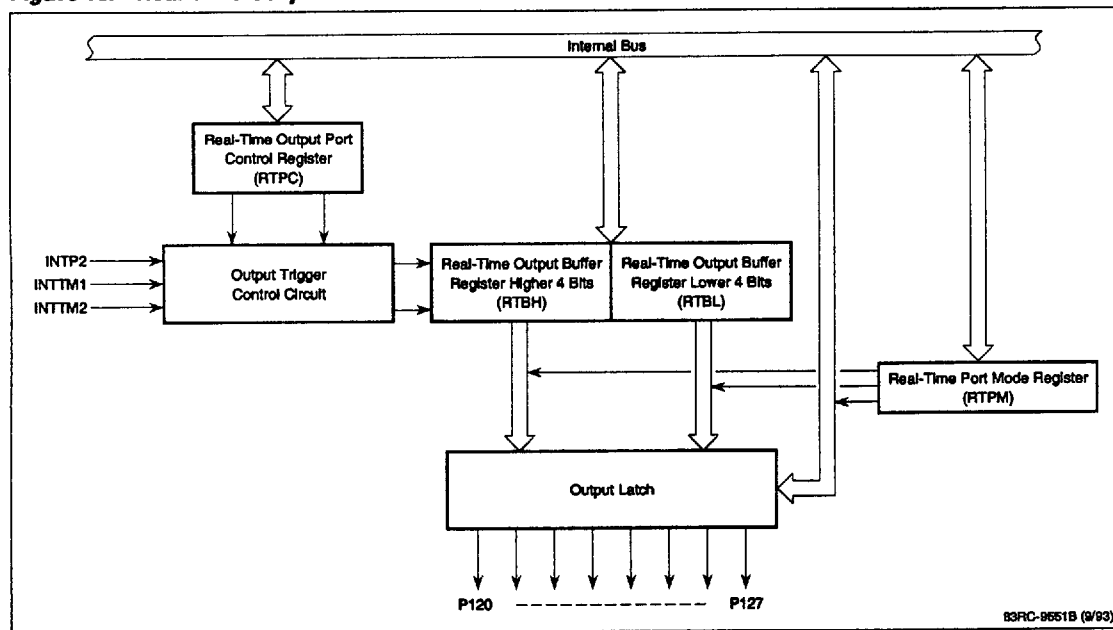 Internal Bus
Real-Time Output Port
Control Register
(RTPC)
INTP2
INTTM1
INTTM2
Output Trigger
Control Circuit
Real-Time Output Buffer
Register Higher 4 Bits
(RTBH)
Real-Time Output Buffer
Register Lower 4 Bits
(RTBL)
Real-Time Port Mode Register
(RTPM)
Output Latch
P120
P127
83RC-9551B (9/93)